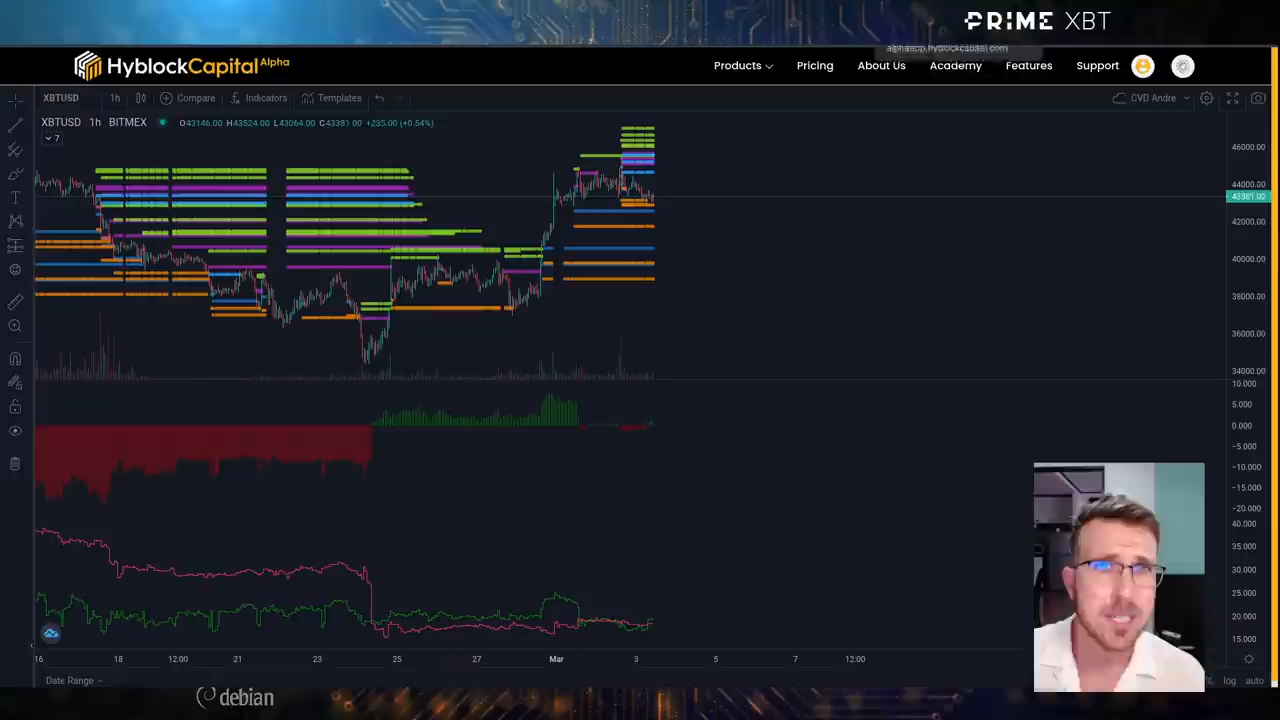 PRIME XBT
alphaapp.hyblockcapital.com
HyblockCapital Alpha
Products
Pricing
About Us
Academy
Features
Support
XBTUSD
1h
Compare
Indicators
Templates
CVD Andre
XBTUSD 1h BITMEX
O43146.00 H43524.00 L43064.00 C43381.00 +235.00 (+0.54%)
7
46000.00
44000.00
43381.00
42000.00
40000.00
38000.00
36000.00
34000.00
10.000
5.000
0.000
−5.000
−10.000
−15.000
−20.000
40.000
35.000
30.000
25.000
20.000
15.000
16
18
12:00
21
23
25
27
Mar
3
5
7
12:00
Date Range
%
log
auto
debian